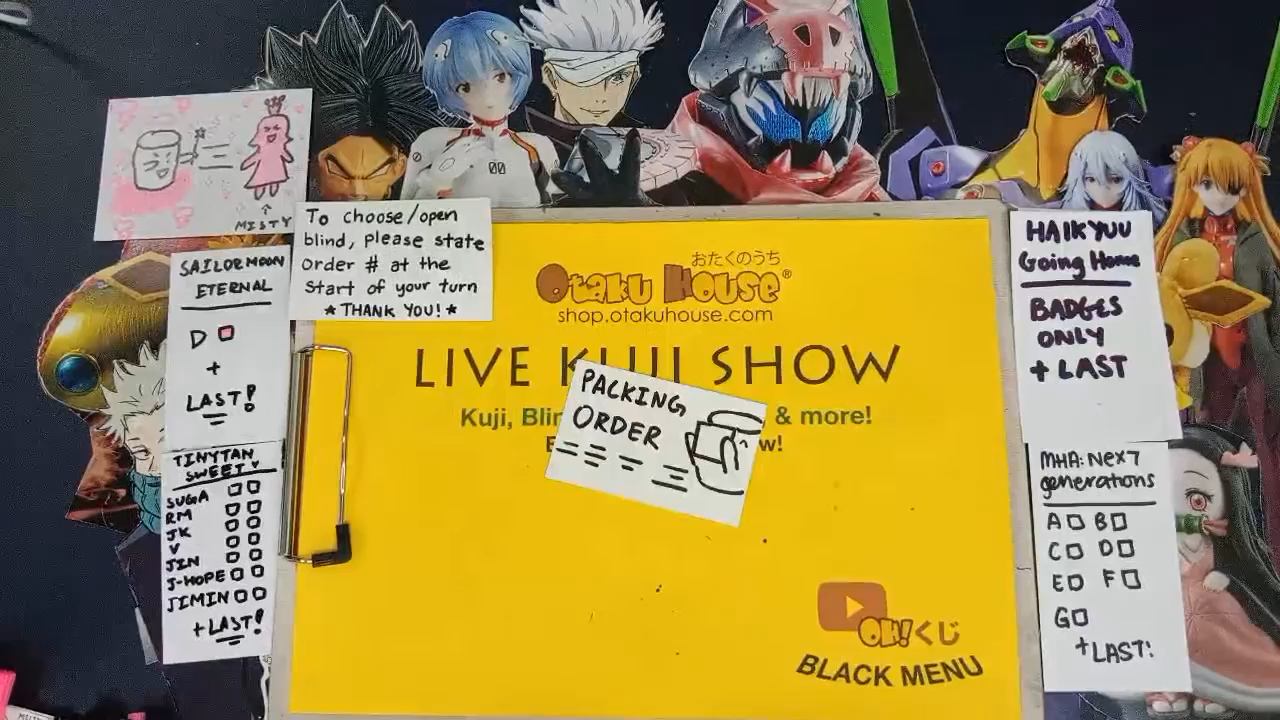 MISTY
To choose/open
blind, please state
Order # at the
start of your turn
★THANK YOU!★
SAILORMOON
ETERNAL
D
+
LAST!
TINYTAN
SWEET
SUGA
RM
JK
V
JIN
J-HOPE
JIMIN
+LAST!
おたくのうち
Otaku House®
shop.otakuhouse.com
LIVE KUJI SHOW
Kuji, & more!
PACKING
ORDER
OH!くじ
BLACK MENU
00
HAIKYUU
Going Home
BADGES
ONLY
+ LAST
MHA: Next
generations
A B
C D
E F
G
+LAST!